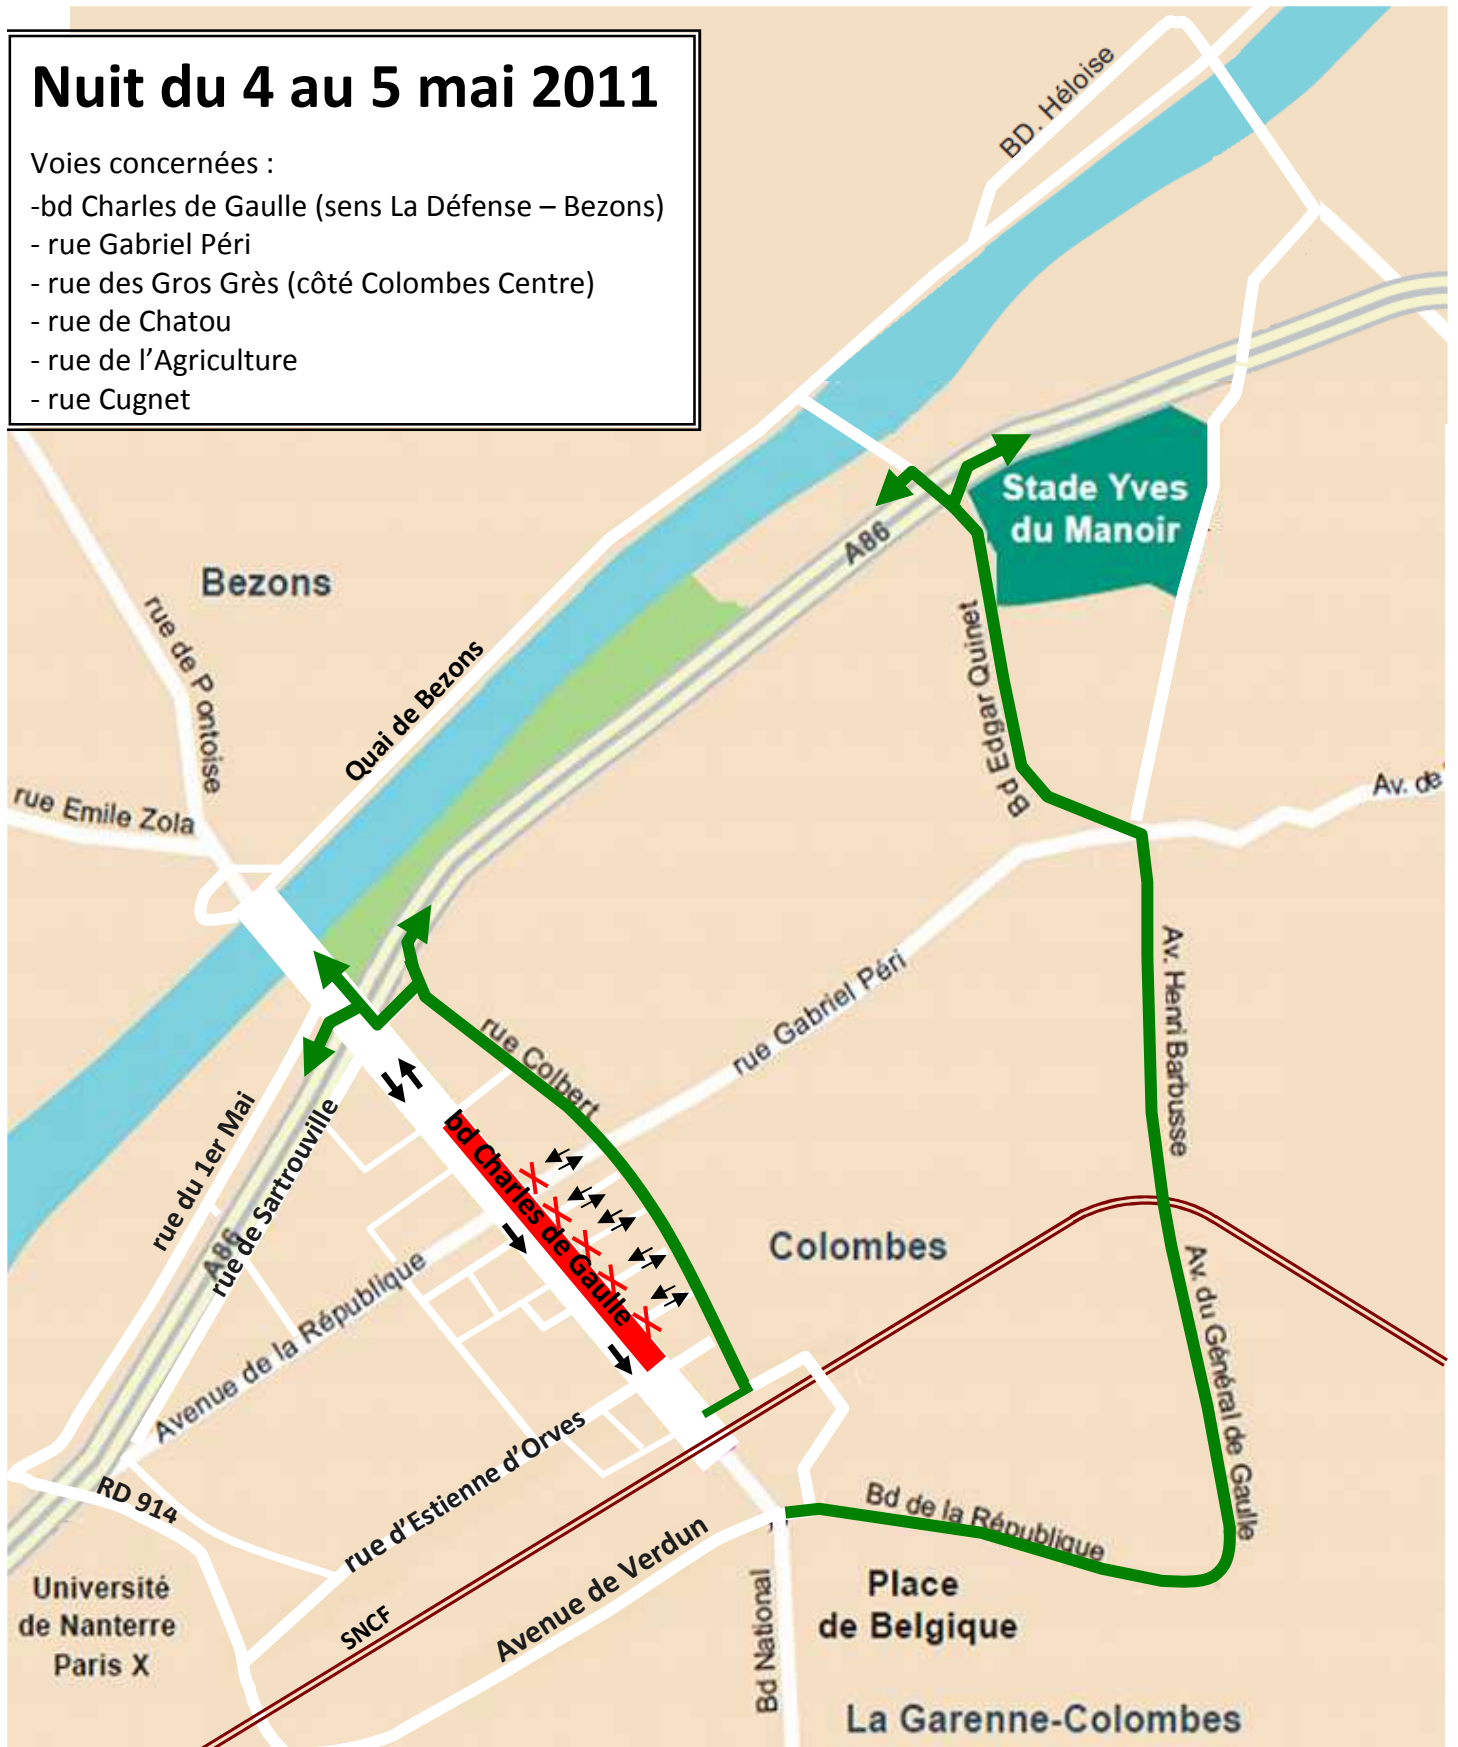 Nuit du 4 au 5 mai 2011
Voies concernées :
-bd Charles de Gaulle (sens La Défense – Bezons)
- rue Gabriel Péri
- rue des Gros Grès (côté Colombes Centre)
- rue de Chatou
- rue de l’Agriculture
- rue Cugnet
BD. Héloise
Stade Yves
du Manoir
A86
Bezons
rue de P ontoise
Quai de Bezons
Bd Edgar Quinet
rue Emile Zola
Av. de
rue Gabriel Péri
Av. Henri Barbusse
rue Colbert
bd Charles de Gaulle
rue du 1er Mai
rue de Sartrouville
A86
Colombes
Avenue de la République
Av. du Général de Gaulle
rue d’Estienne d’Orves
RD 914
Bd de la République
Avenue de Verdun
Université
de Nanterre
Paris X
SNCF
Bd National
Place
de Belgique
La Garenne-Colombes